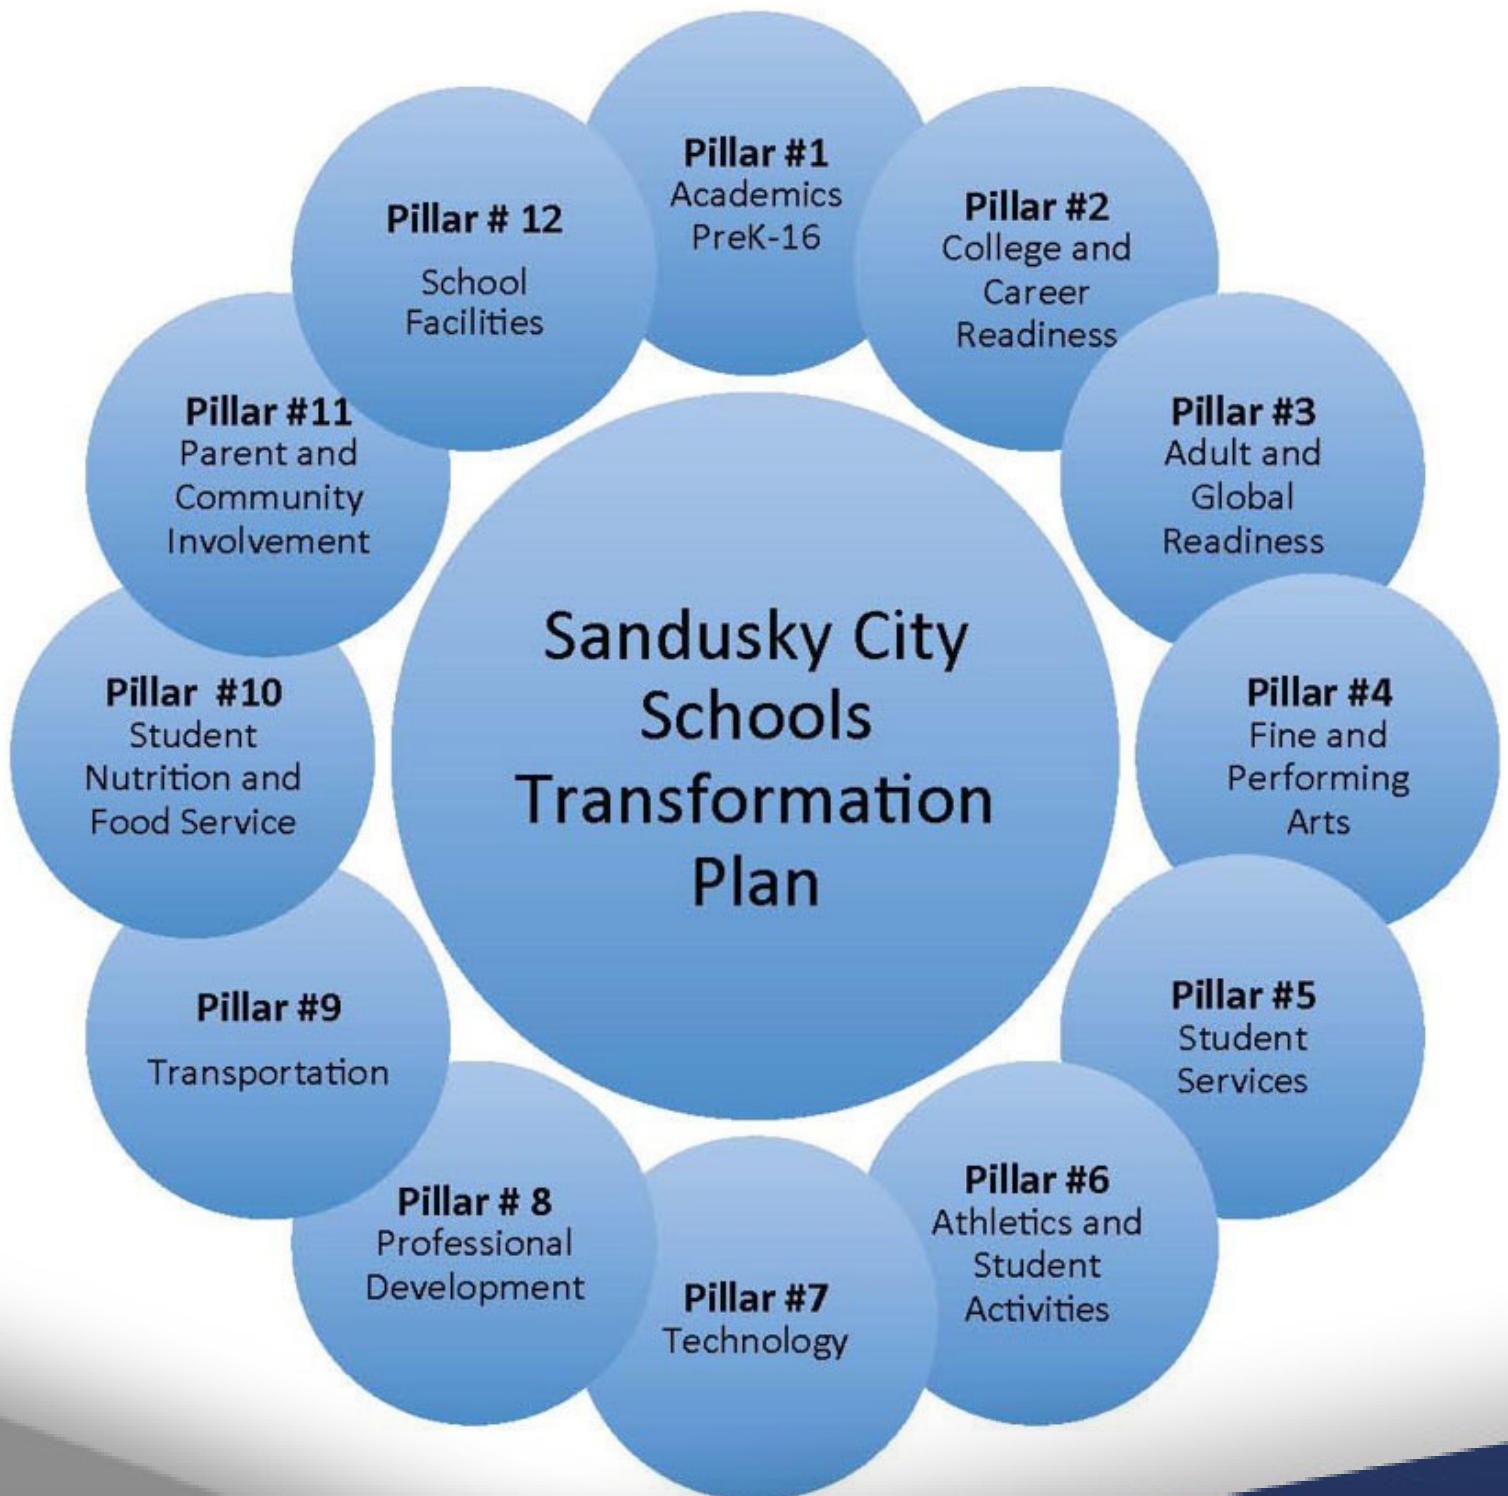 Pillar #1
Academics
PreK-16
Pillar #2
College and
Career
Readiness
Pillar #3
Adult and
Global
Readiness
Pillar #4
Fine and
Performing
Arts
Pillar #5
Student
Services
Pillar #6
Athletics and
Student
Activities
Pillar #7
Technology
Pillar # 8
Professional
Development
Pillar #9
Transportation
Pillar #10
Student
Nutrition and
Food Service
Pillar #11
Parent and
Community
Involvement
Pillar # 12
School
Facilities
Sandusky City
Schools
Transformation
Plan